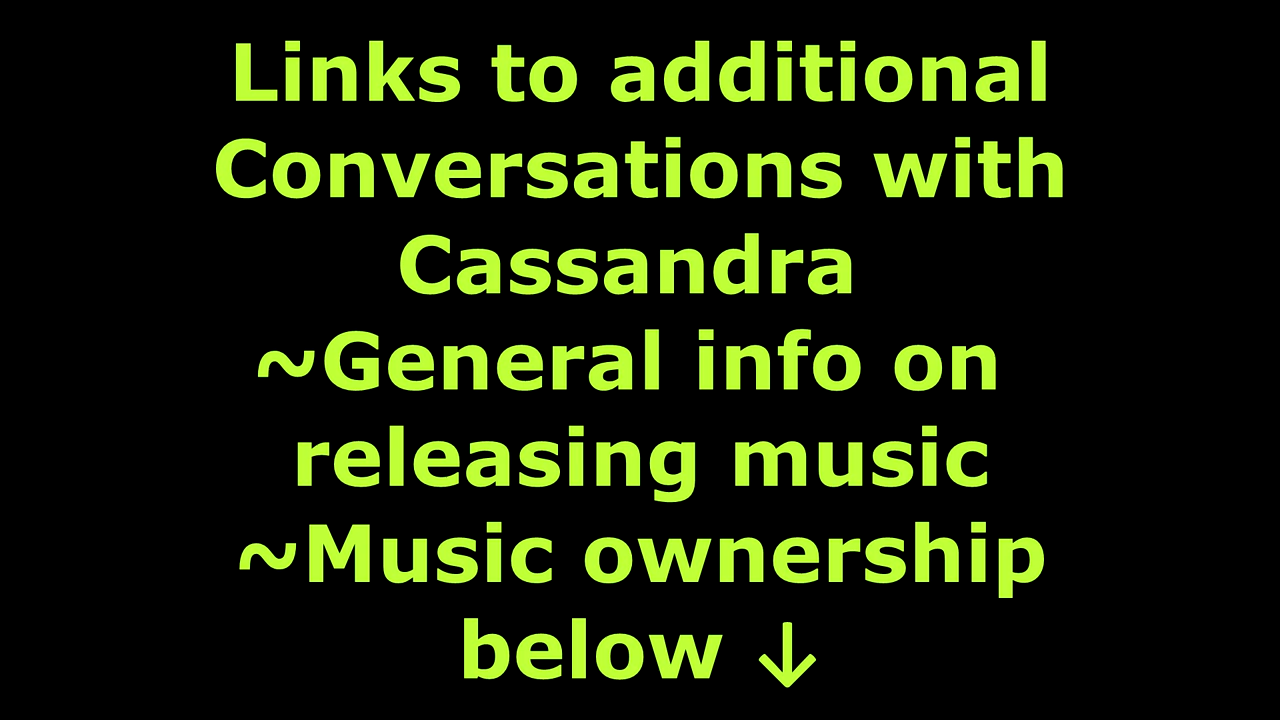 Links to additional
Conversations with
Cassandra
~General info on
releasing music
~Music ownership
below ↓